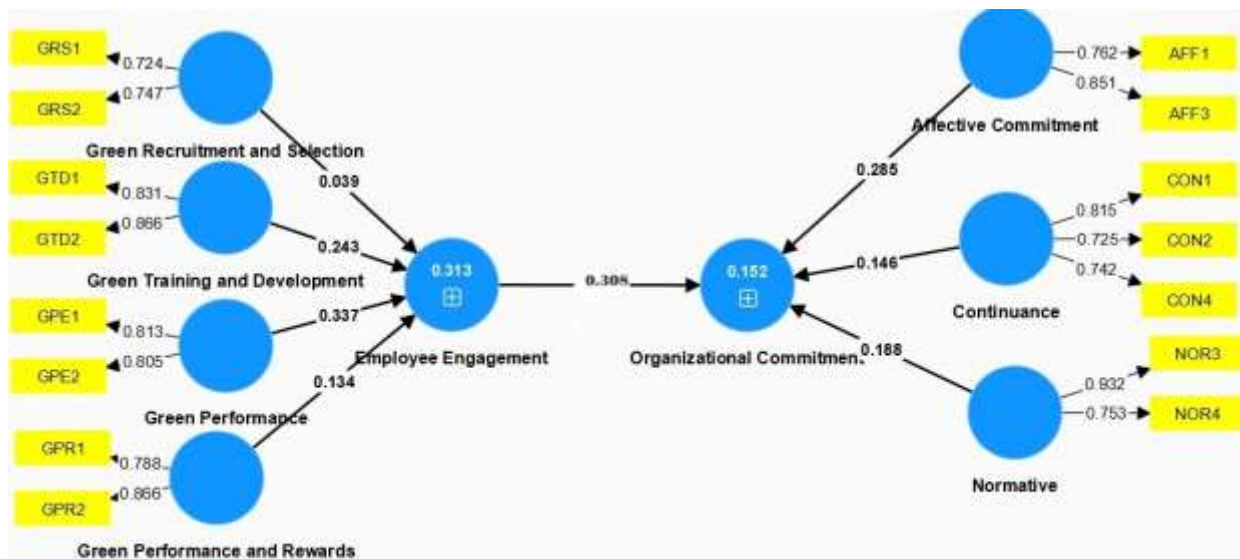 GRS1
0.724
GRS2
0.747
Green Recruitment and Selection
0.039
GTD1
0.831
GTD2
0.866
Green Training and Development
0.243
GPE1
0.813
GPE2
0.805
Green Performance
0.337
GPR1
0.788
GPR2
0.866
Green Performance and Rewards
0.134
0.313
Employee Engagement
0.308
0.152
Organizational Commitmen
0.285
0.146
0.188
Affective Commitment
0.762
AFF1
0.851
AFF3
Continuance
0.815
CON1
0.725
CON2
0.742
CON4
Normative
0.932
NOR3
0.753
NOR4